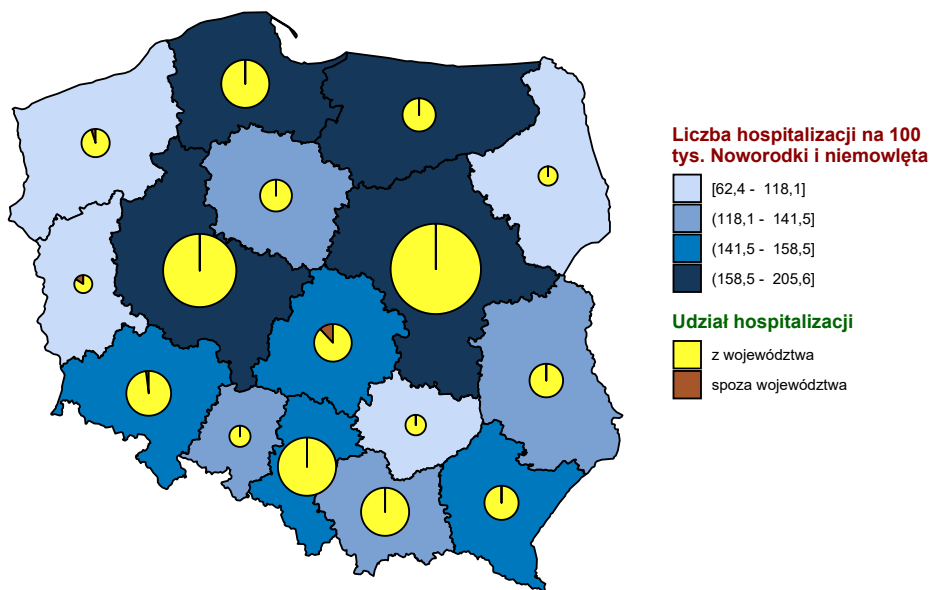 Liczba hospitalizacji na 100
tys. Noworodki i niemowlęta
[62,4 - 118,1]
(118,1 - 141,5]
(141,5 - 158,5]
(158,5 - 205,6]
Udział hospitalizacji
z województwa
spoza województwa